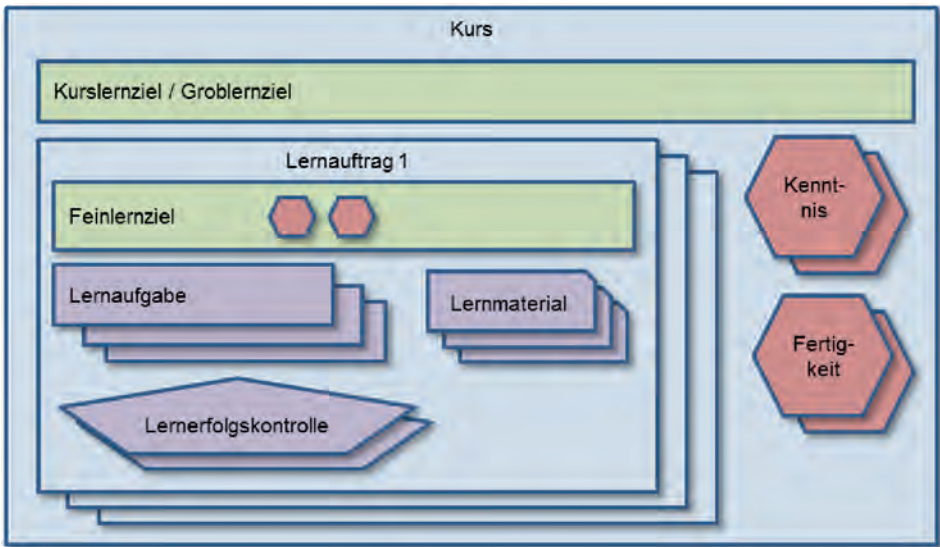 Kurs
Kurslernziel / Groblernziel
Lernauftrag 1
Feinlernziel
Kennt-
nis
Lernaufgabe
Lernmaterial
Fertig-
keit
Lernerfolgskontrolle